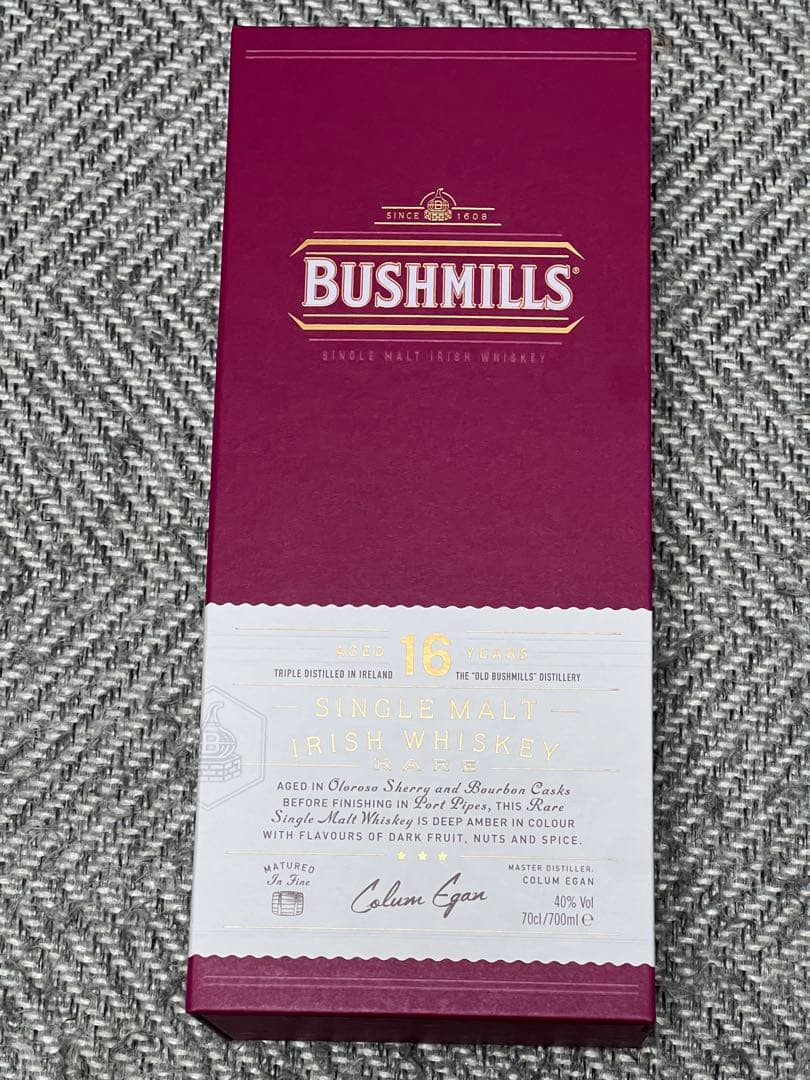 SINCE 1608
BUSHMILLS®
SINGLE MALT IRISH WHISKEY
AGED 16 YEARS
TRIPLE DISTILLED IN IRELAND THE "OLD BUSHMILLS" DISTILLERY
SINGLE MALT
IRISH WHISKEY
RARE
AGED IN Oloroso Sherry and Bourbon Casks
BEFORE FINISHING IN Port Pipes, THIS Rare
Single Malt Whiskey IS DEEP AMBER IN COLOUR
WITH FLAVOURS OF DARK FRUIT, NUTS AND SPICE.
MATURED
In Fine
Colum Egan
MASTER DISTILLER:
COLUM EGAN
40% Vol
70cl/700ml ℮